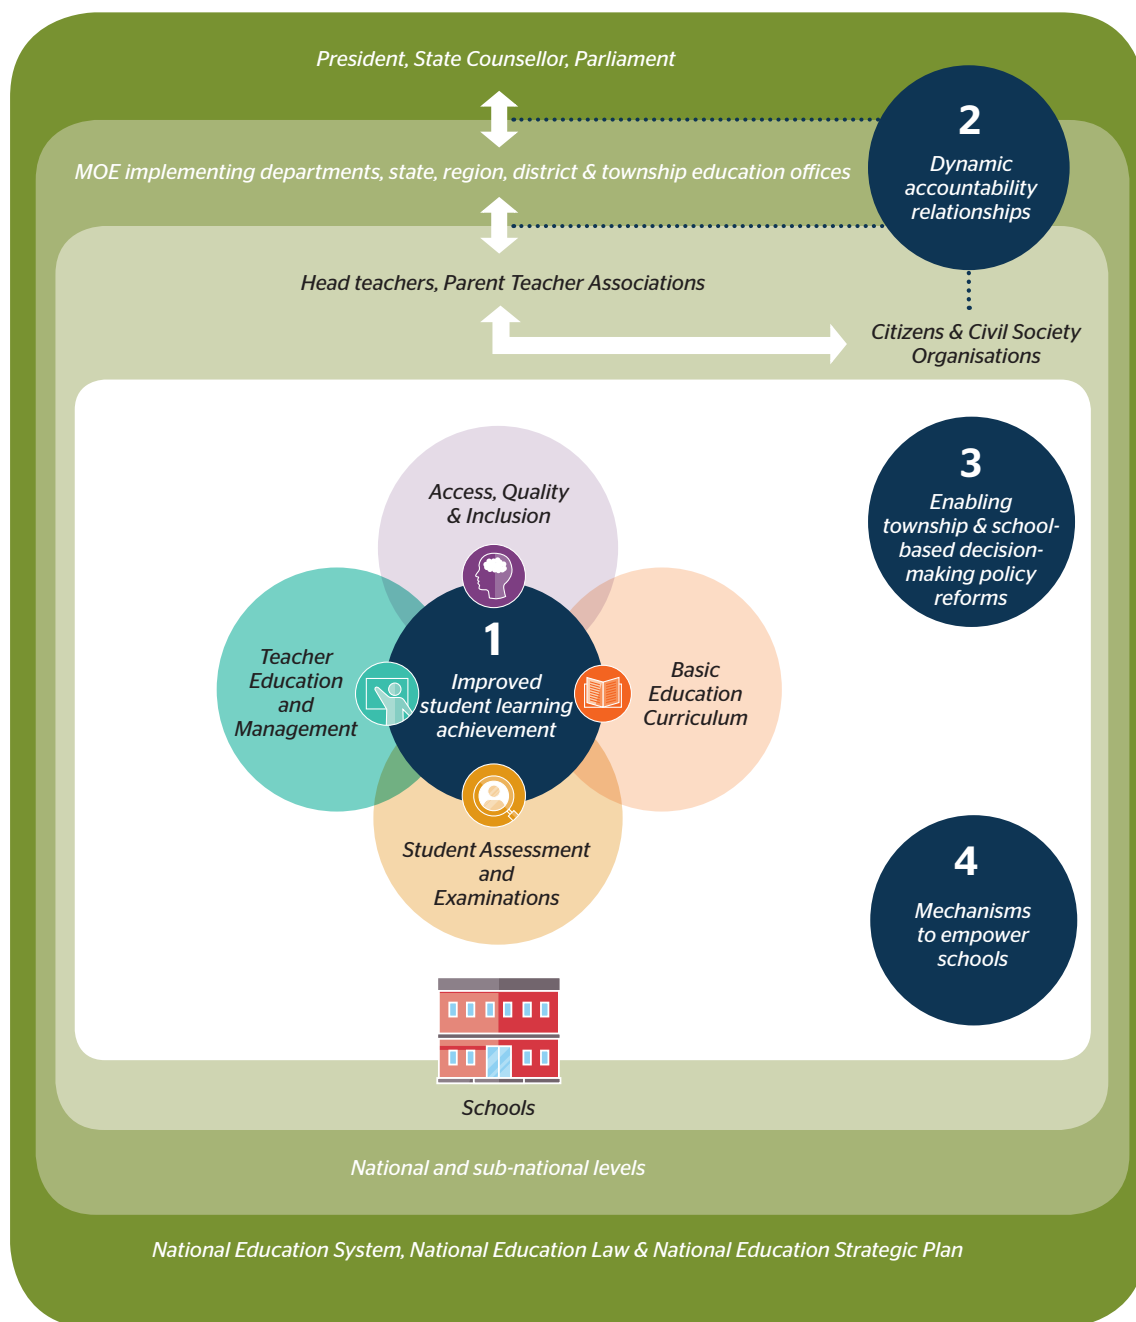 President, State Counsellor, Parliament
2
Dynamic
accountability
relationships
MOE implementing departments, state, region, district & township education offices
Head teachers, Parent Teacher Associations
Citizens & Civil Society
Organisations
Access, Quality
& Inclusion
3
Enabling
township & school-
based decision-
making policy
reforms
Teacher
Education
and
Management
1
Improved
student learning
achievement
Basic
Education
Curriculum
Student Assessment
and
Examinations
4
Mechanisms
to empower
schools
Schools
National and sub-national levels
National Education System, National Education Law & National Education Strategic Plan